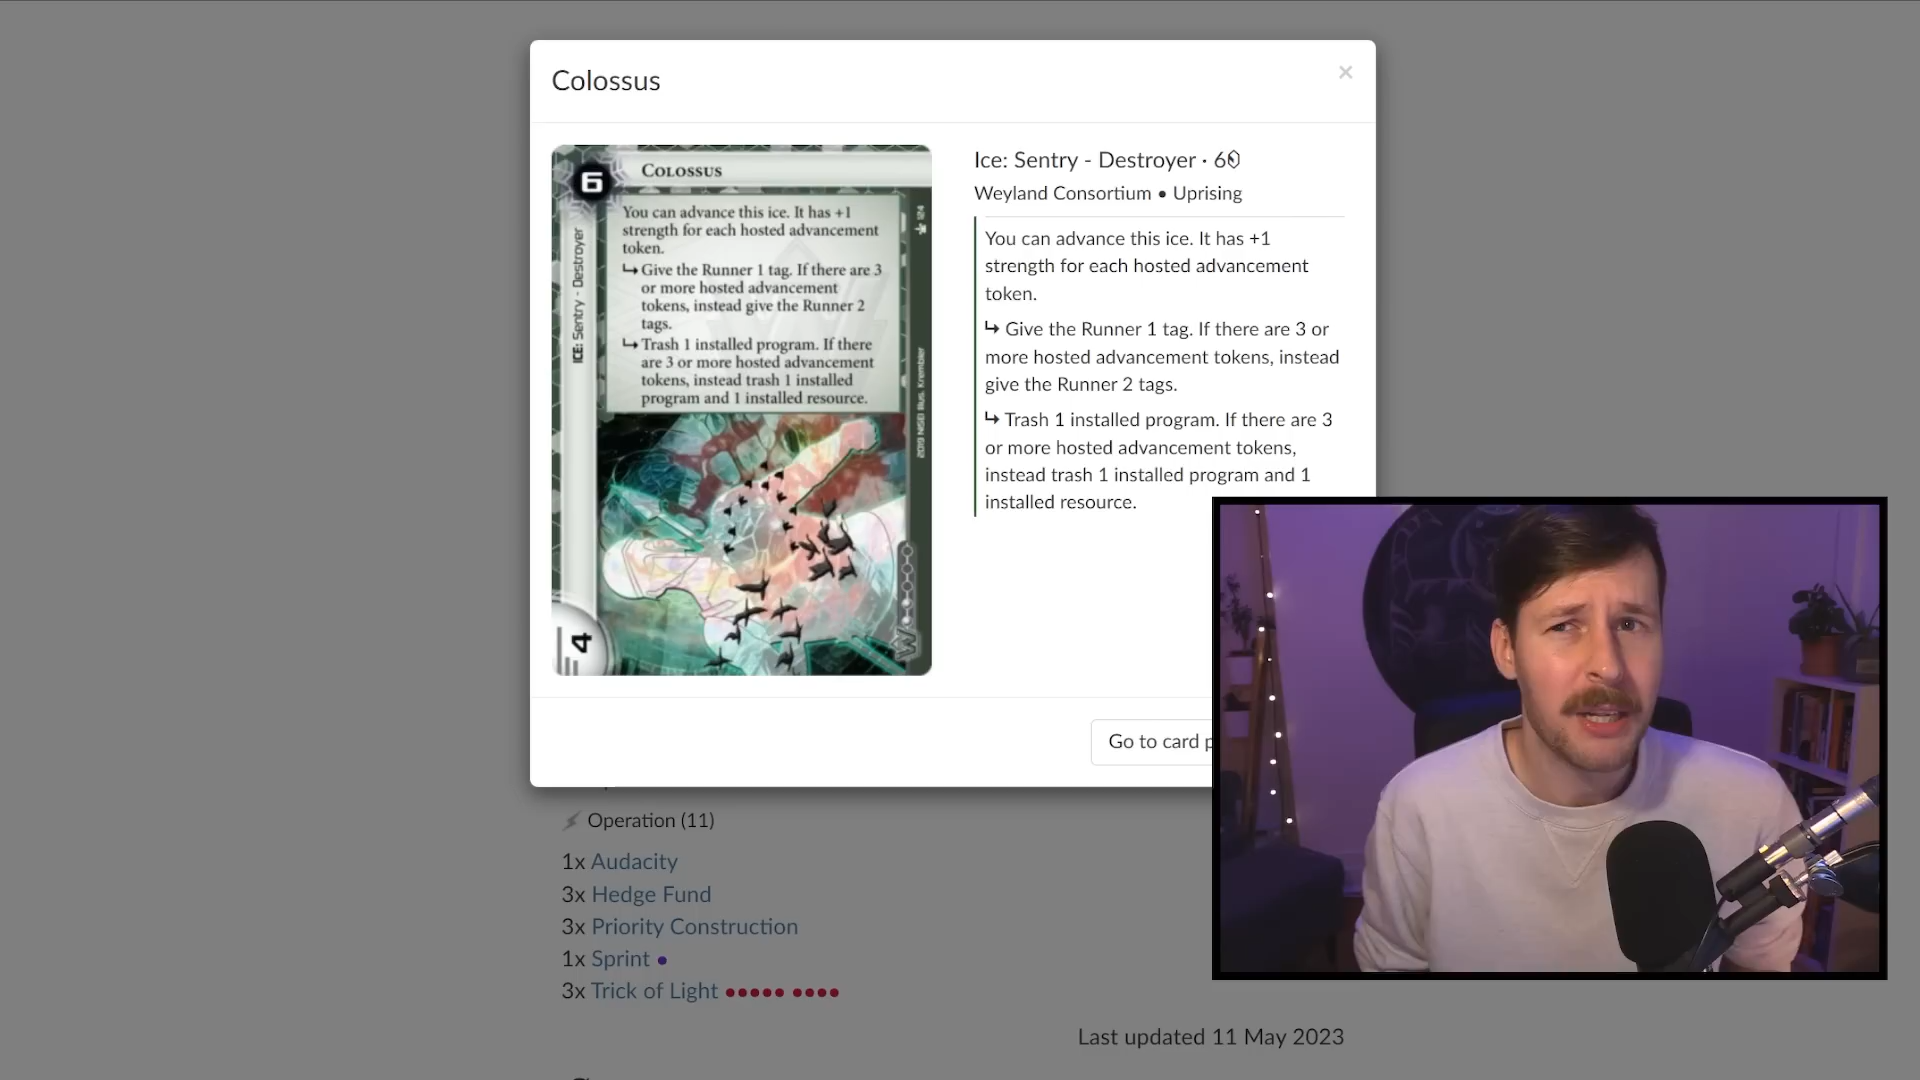 Colossus
×
6
COLOSSUS
You can advance this ice. It has +1
strength for each hosted advancement
token.
↳ Give the Runner 1 tag. If there are 3
or more hosted advancement
tokens, instead give the Runner 2
tags.
↳ Trash 1 installed program. If there
are 3 or more hosted advancement
tokens, instead trash 1 installed
program and 1 installed resource.
ICE: Sentry - Destroyer
124
2019 NISEI Illus. Krembler
4
Ice: Sentry - Destroyer · 6
Weyland Consortium • Uprising
You can advance this ice. It has +1
strength for each hosted advancement
token.
↳ Give the Runner 1 tag. If there are 3 or
more hosted advancement tokens, instead
give the Runner 2 tags.
↳ Trash 1 installed program. If there are 3
or more hosted advancement tokens,
instead trash 1 installed program and 1
installed resource.
Go to card p
Operation (11)
1x Audacity
3x Hedge Fund
3x Priority Construction
1x Sprint •
3x Trick of Light ••••• ••••
Last updated 11 May 2023